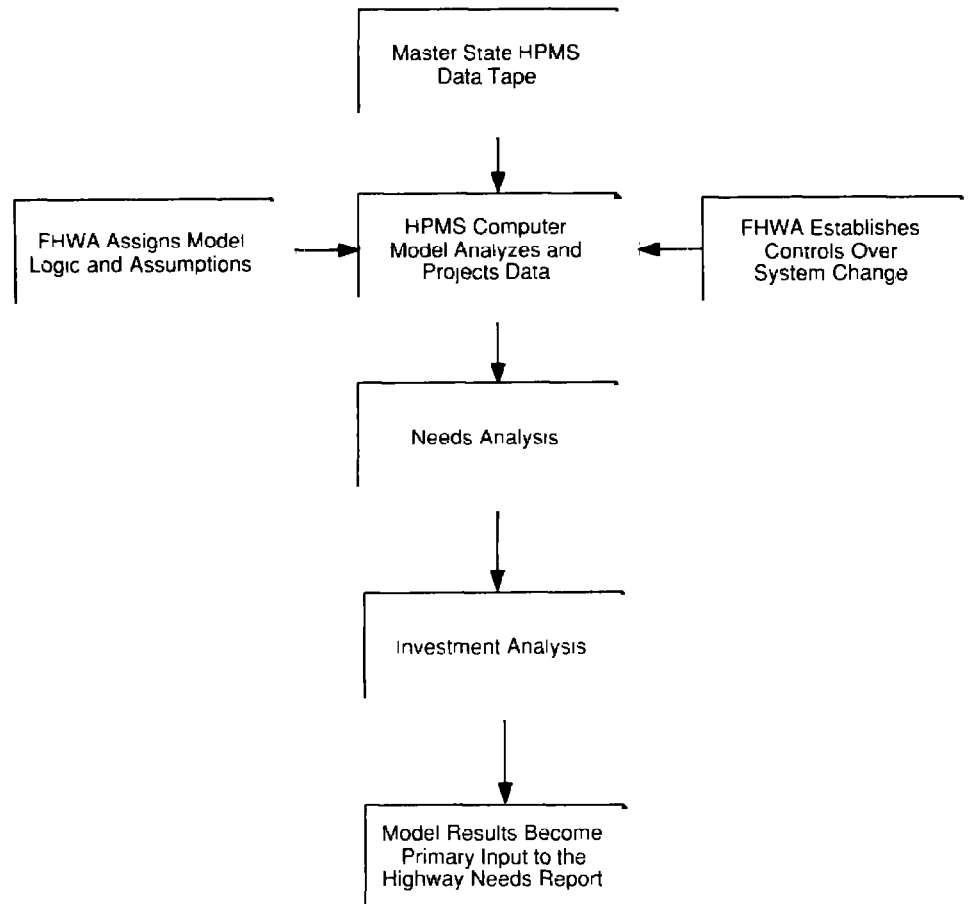 Master State HPMS
Data Tape
FHWA Assigns Model
Logic and Assumptions
HPMS Computer
Model Analyzes and
Projects Data
FHWA Establishes
Controls Over
System Change
Needs Analysis
Investment Analysis
Model Results Become
Primary Input to the
Highway Needs Report